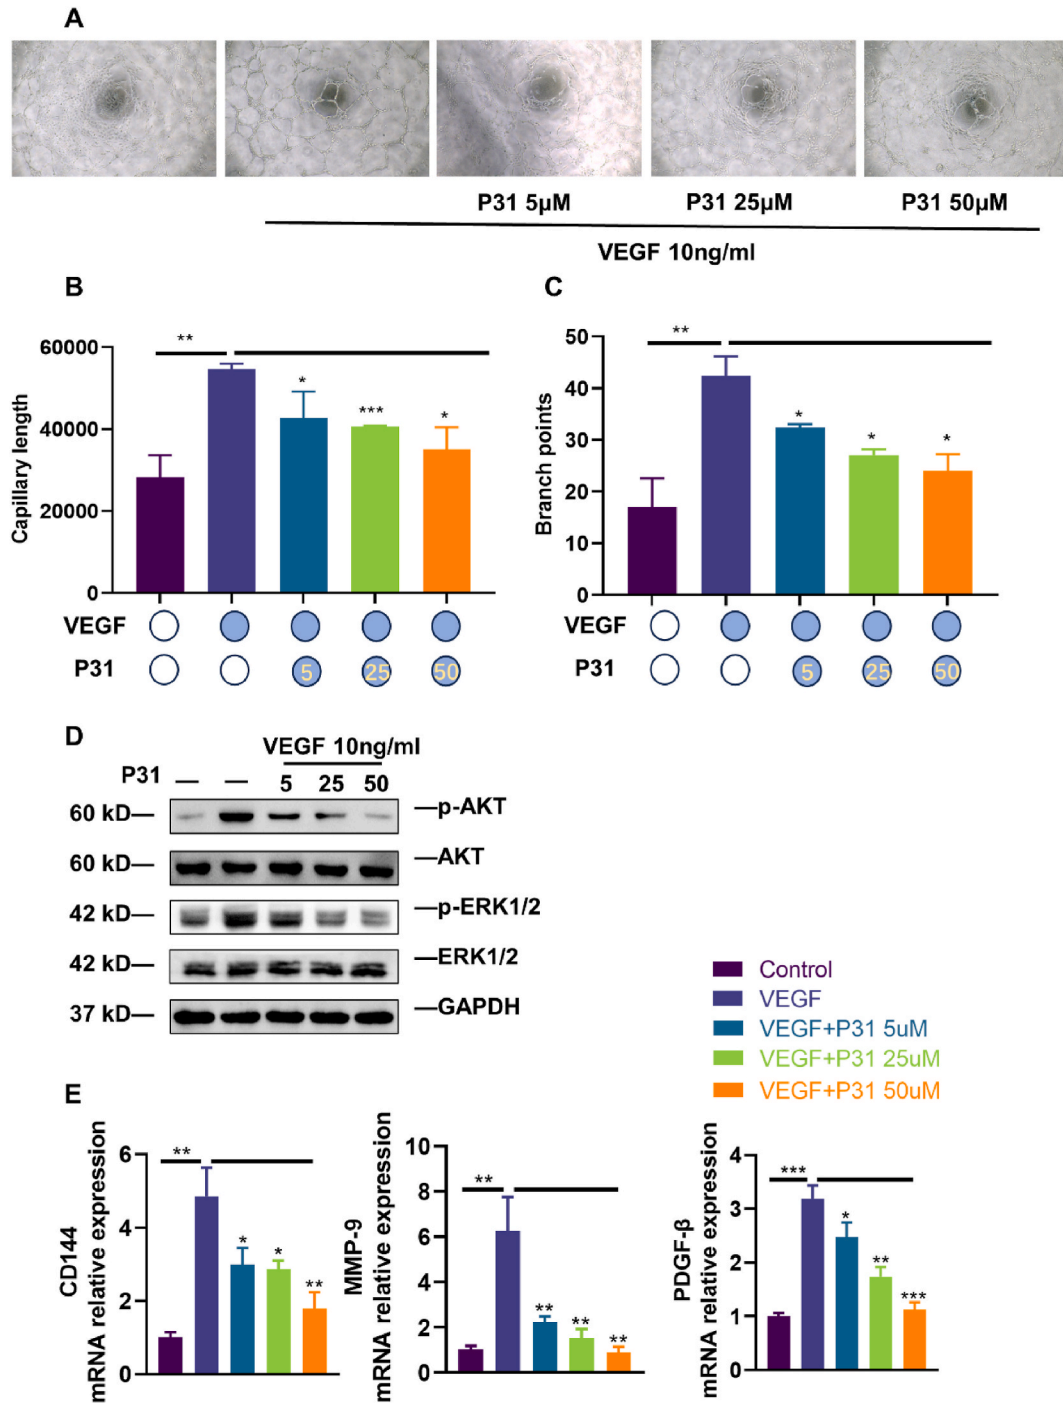 A
P31 5μM P31 25μM P31 50μM
VEGF 10ng/ml
B
**
* *** *
Capillary length
60000
40000
20000
0
VEGF
P31 5 25 50
C
**
* * *
Branch points
50
40
30
20
10
0
VEGF
P31 5 25 50
D
VEGF 10ng/ml
P31 — — 5 25 50
60 kD— —p-AKT
60 kD— —AKT
42 kD— —p-ERK1/2
42 kD— —ERK1/2
37 kD— —GAPDH
Control
VEGF
VEGF+P31 5uM
VEGF+P31 25uM
VEGF+P31 50uM
E
CD144
mRNA relative expression
6
4
2
0
**
* * **
MMP-9
mRNA relative expression
10
8
6
4
2
0
**
** ** **
PDGF-β
mRNA relative expression
4
3
2
1
0
***
* ** ***